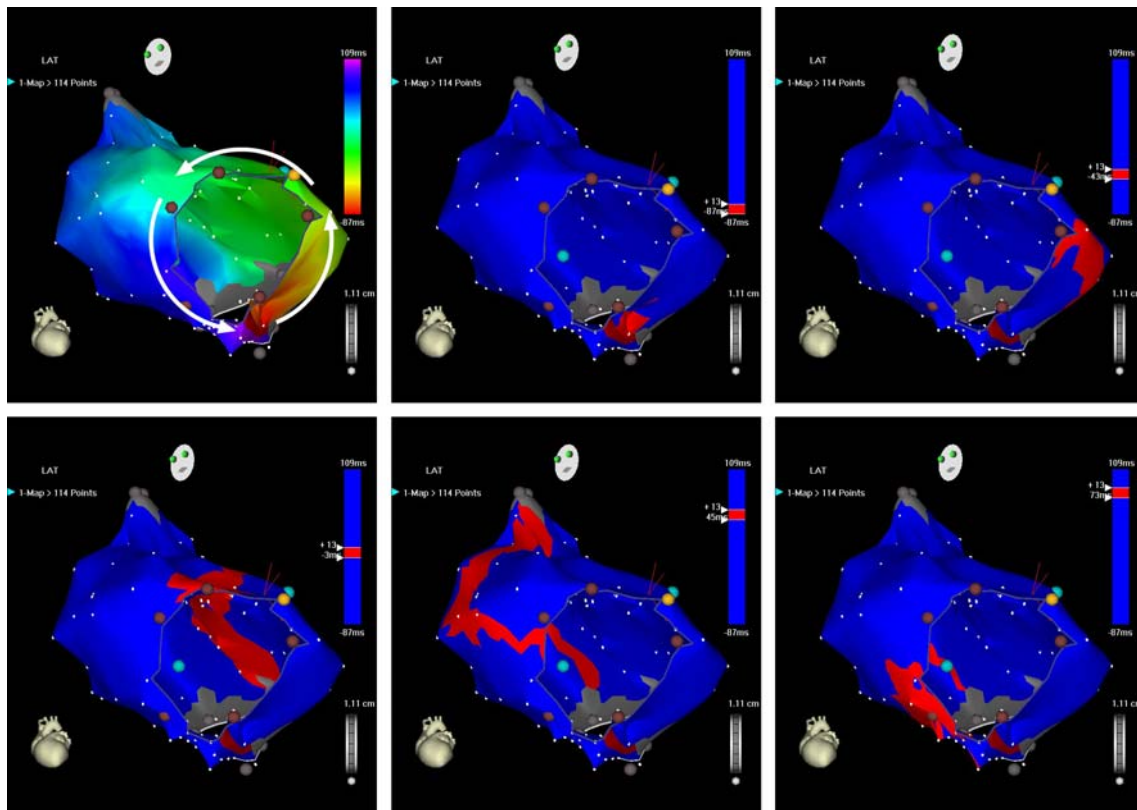 LAT
109ms
1-Map > 114 Points
-87ms
1.11 cm
LAT
109ms
1-Map > 114 Points
+ 13
-87ms
-87ms
1.11 cm
LAT
109ms
1-Map > 114 Points
+ 13
-43ms
-87ms
1.11 cm
LAT
109ms
1-Map > 114 Points
+ 13
-3ms
-87ms
1.11 cm
LAT
109ms
1-Map > 114 Points
+ 13
45ms
-87ms
1.11 cm
LAT
109ms
1-Map > 114 Points
+ 13
73ms
-87ms
1.11 cm